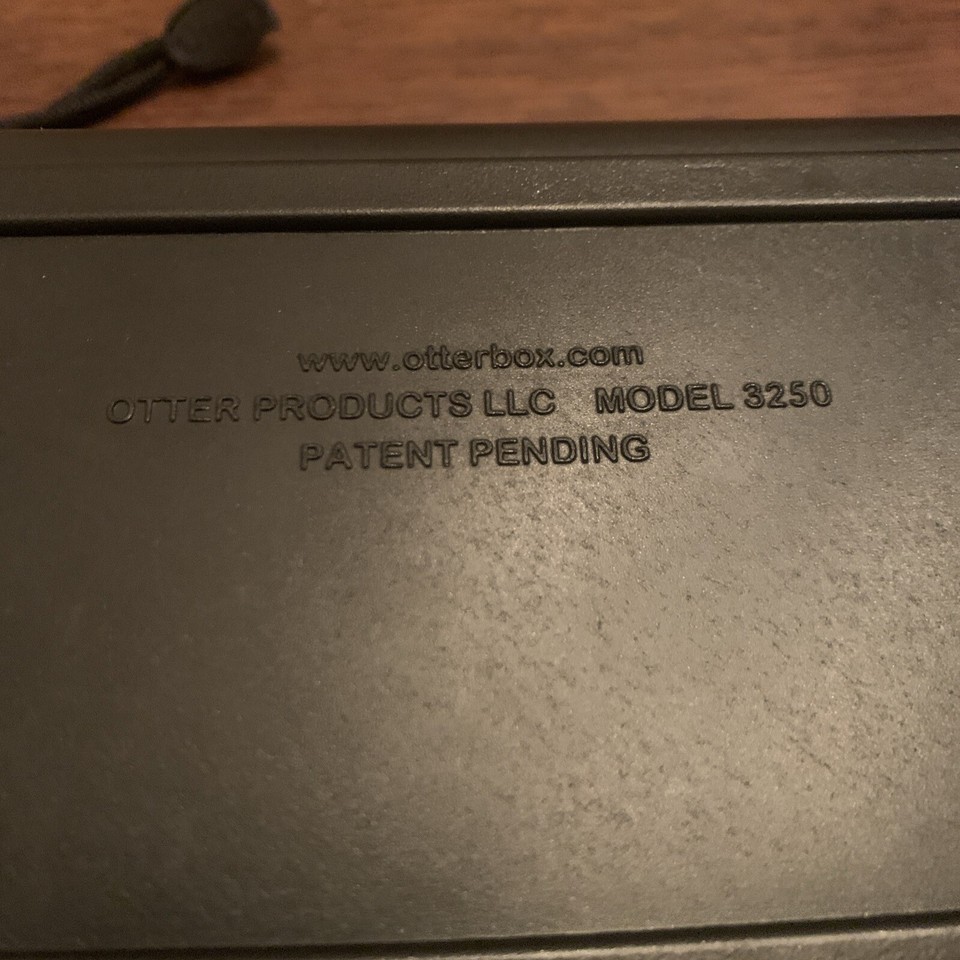 www.otterbox.com
OTTER PRODUCTS LLC MODEL 3250
PATENT PENDING